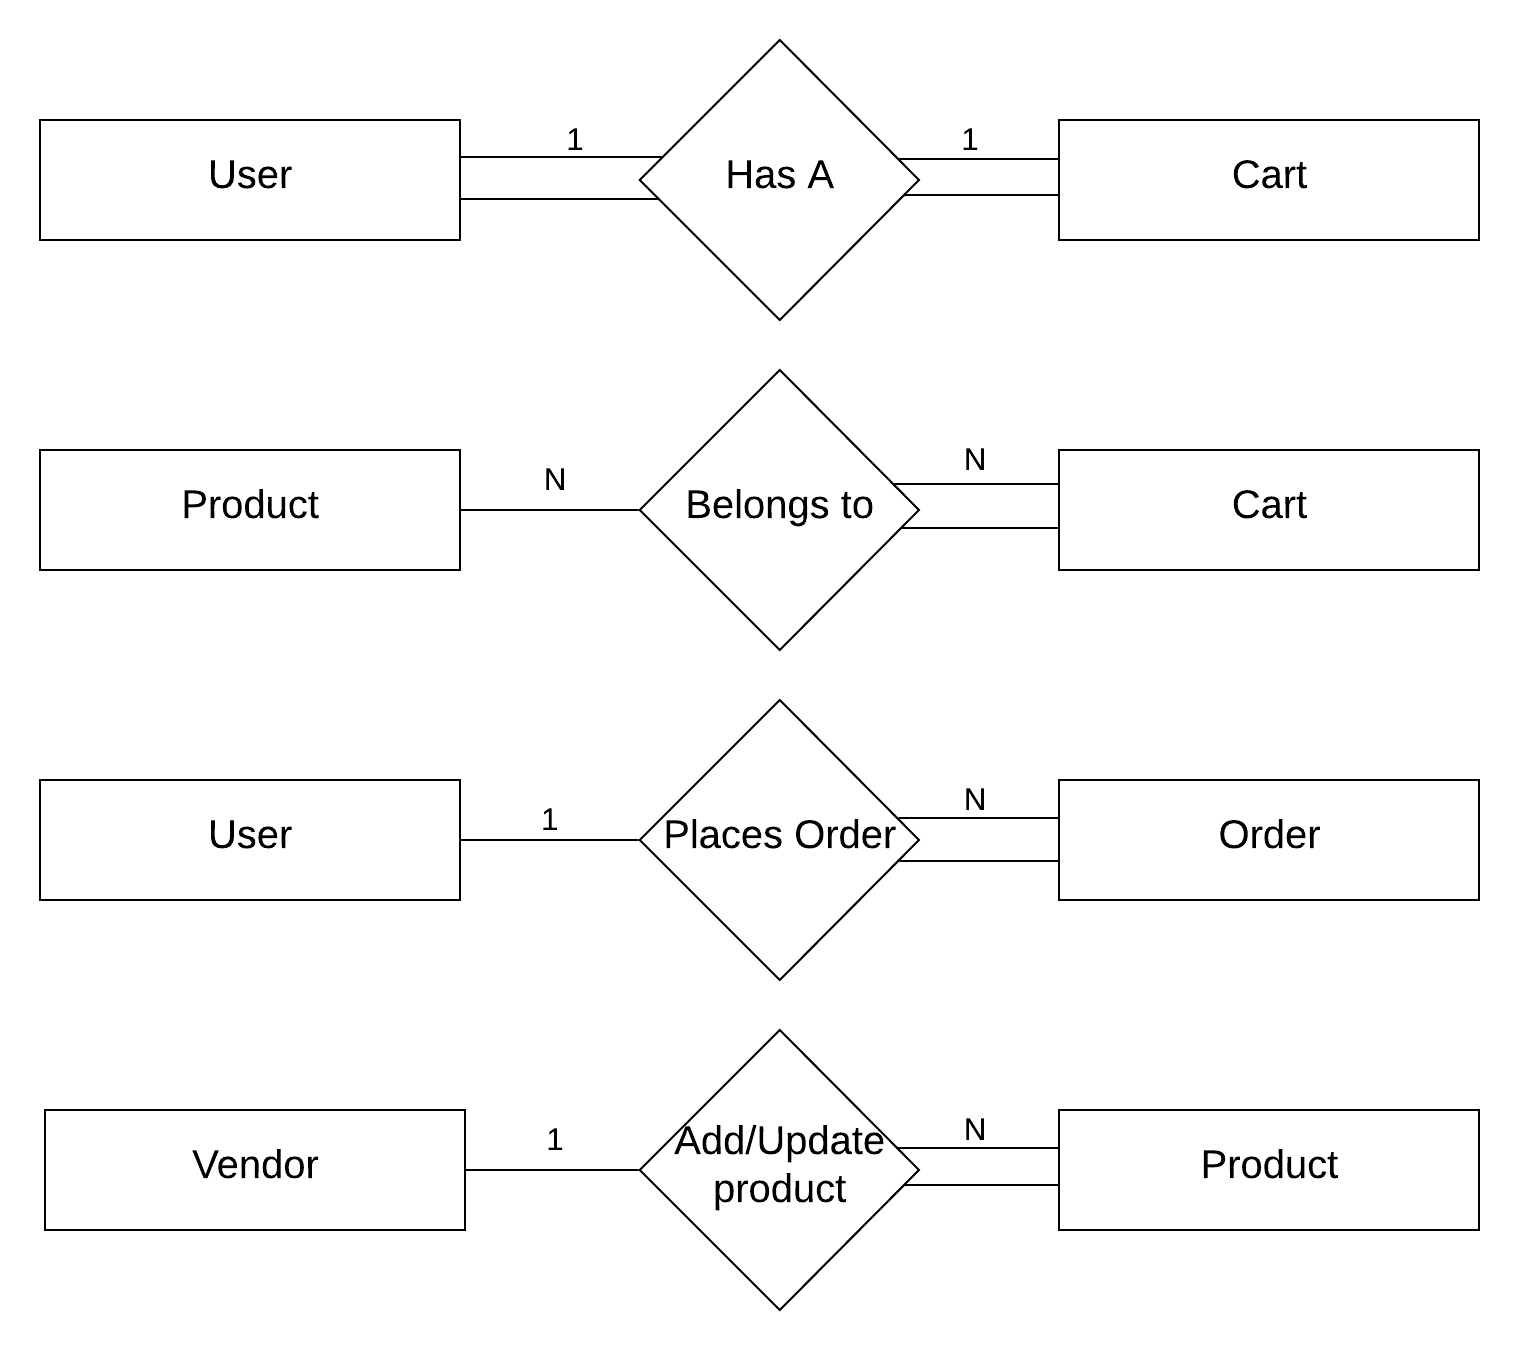 1
1
User
Has A
Cart
N
N
Product
Belongs to
Cart
1
N
User
Places Order
Order
1
N
Vendor
Add/Update
product
Product